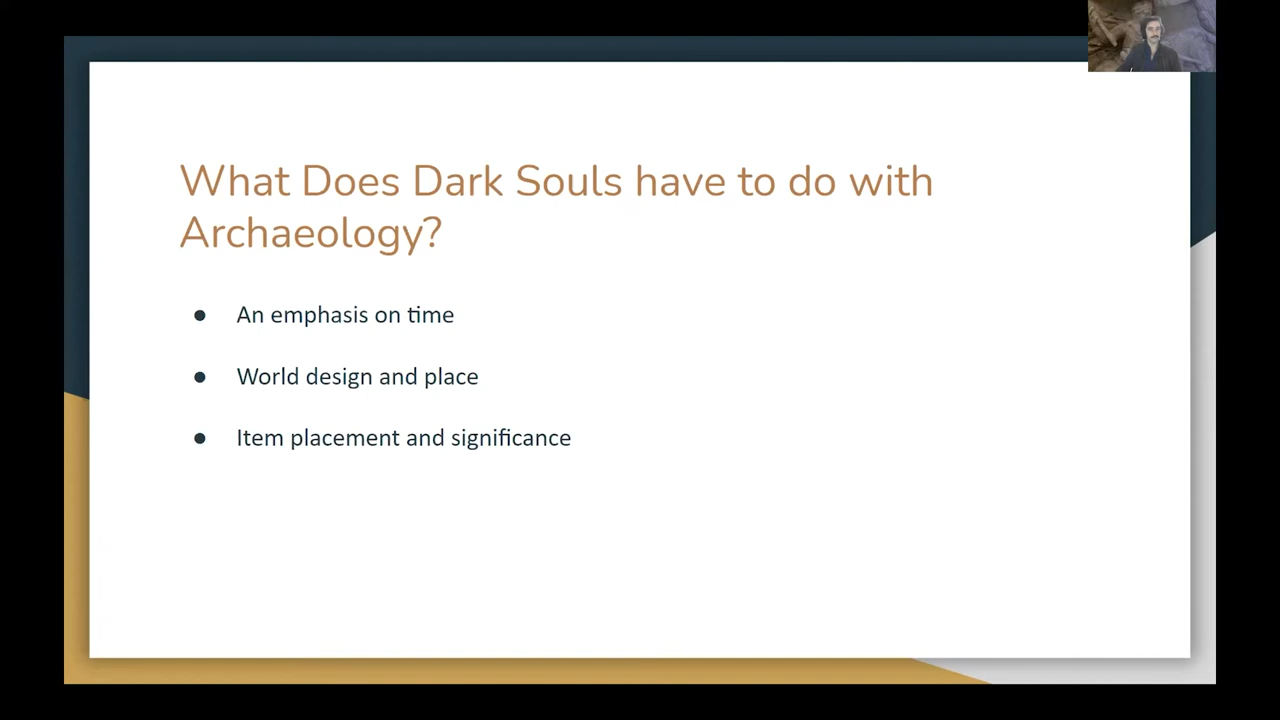 What Does Dark Souls have to do with
Archaeology?
● An emphasis on time
● World design and place
● Item placement and significance